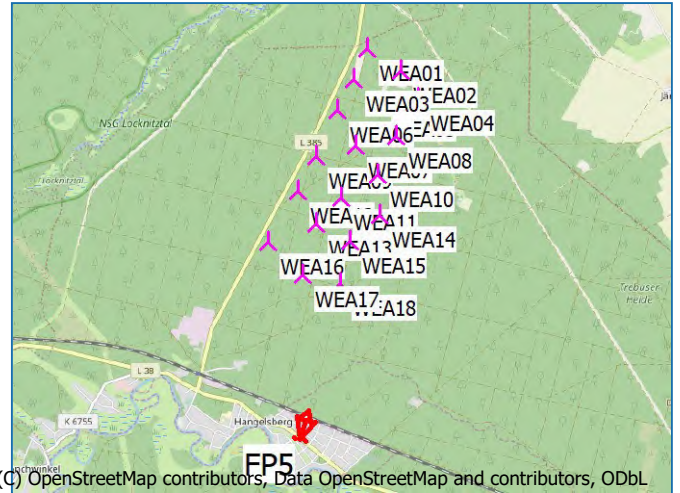 WEA01
WEA02
WEA03
WEA04
NSG Löcknitztal
WEA06
L 385
WEA08
Löcknitztal
WEA10
WEA11
WEA14
WEA13
WEA15
WEA16
Trebuser
Heide
WEA17
WEA18
L 38
K 6755
Hangelsberg
FP5
(C) OpenStreetMap contributors, Data OpenStreetMap and contributors, ODbL